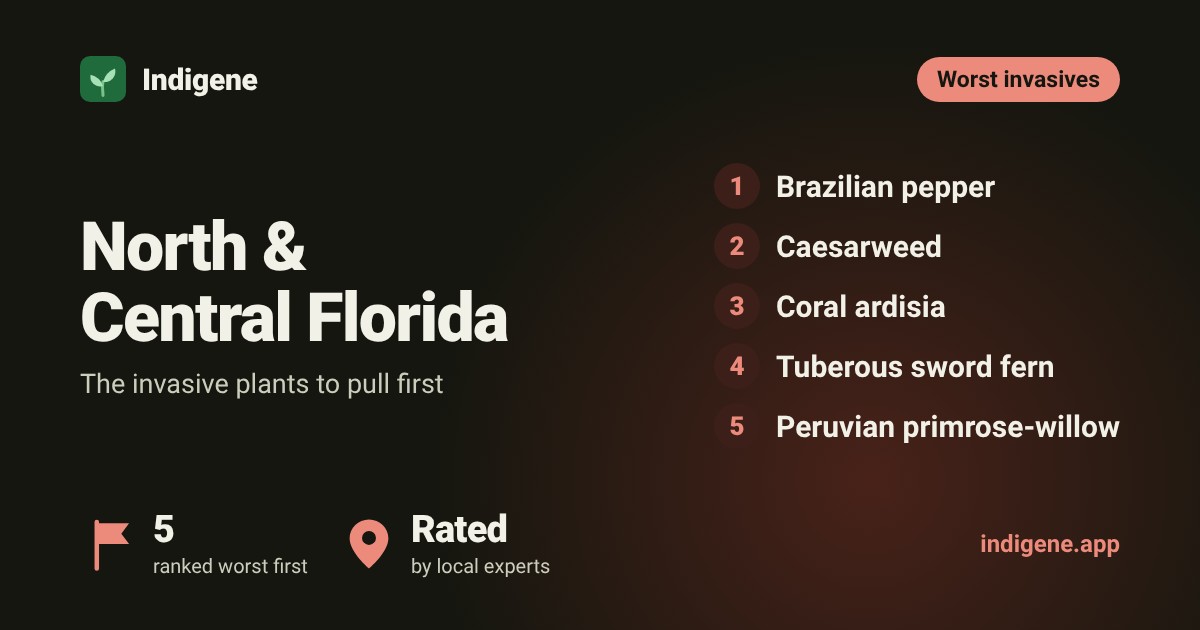 Indigene
Worst invasives
North &
Central Florida
The invasive plants to pull first
1 Brazilian pepper
2 Caesarweed
3 Coral ardisia
4 Tuberous sword fern
5 Peruvian primrose-willow
5
ranked worst first
Rated
by local experts
indigene.app